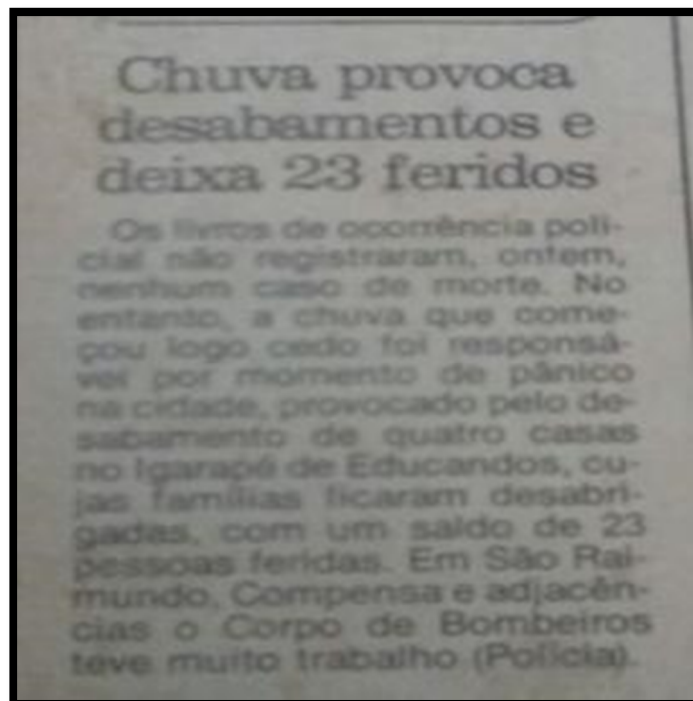 Chuva provoca
desabamentos e
deixa 23 feridos
Os livros de ocorrência poli-
cial não registraram, ontem,
nenhum caso de morte. No
entanto, a chuva que come-
çou logo cedo foi responsá-
vel por momento de pânico
na cidade, provocado pelo de-
sabamento de quatro casas
no Igarapé de Educandos, cu-
jas famílias ficaram desabri-
gadas, com um saldo de 23
pessoas feridas. Em São Rai-
mundo, Compensa e adjacên-
cias o Corpo de Bombeiros
teve muito trabalho (Polícia).